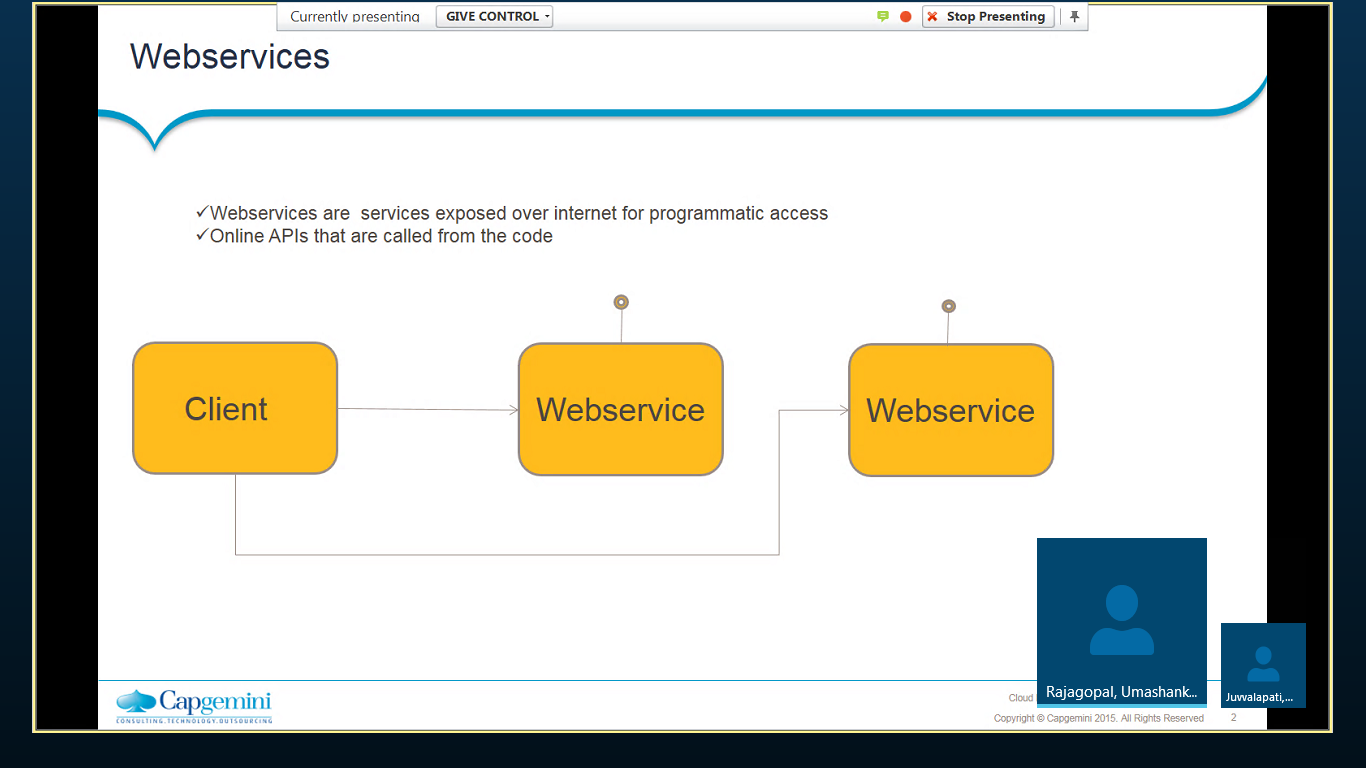 Currently presenting GIVE CONTROL Stop Presenting
Webservices
✓Webservices are services exposed over internet for programmatic access
✓Online APIs that are called from the code
Client
Webservice
Webservice
Capgemini
CONSULTING.TECHNOLOGY.OUTSOURCING
Cloud
Rajagopal, Umashank...
Juvvalapati,...
Copyright © Capgemini 2015. All Rights Reserved 2